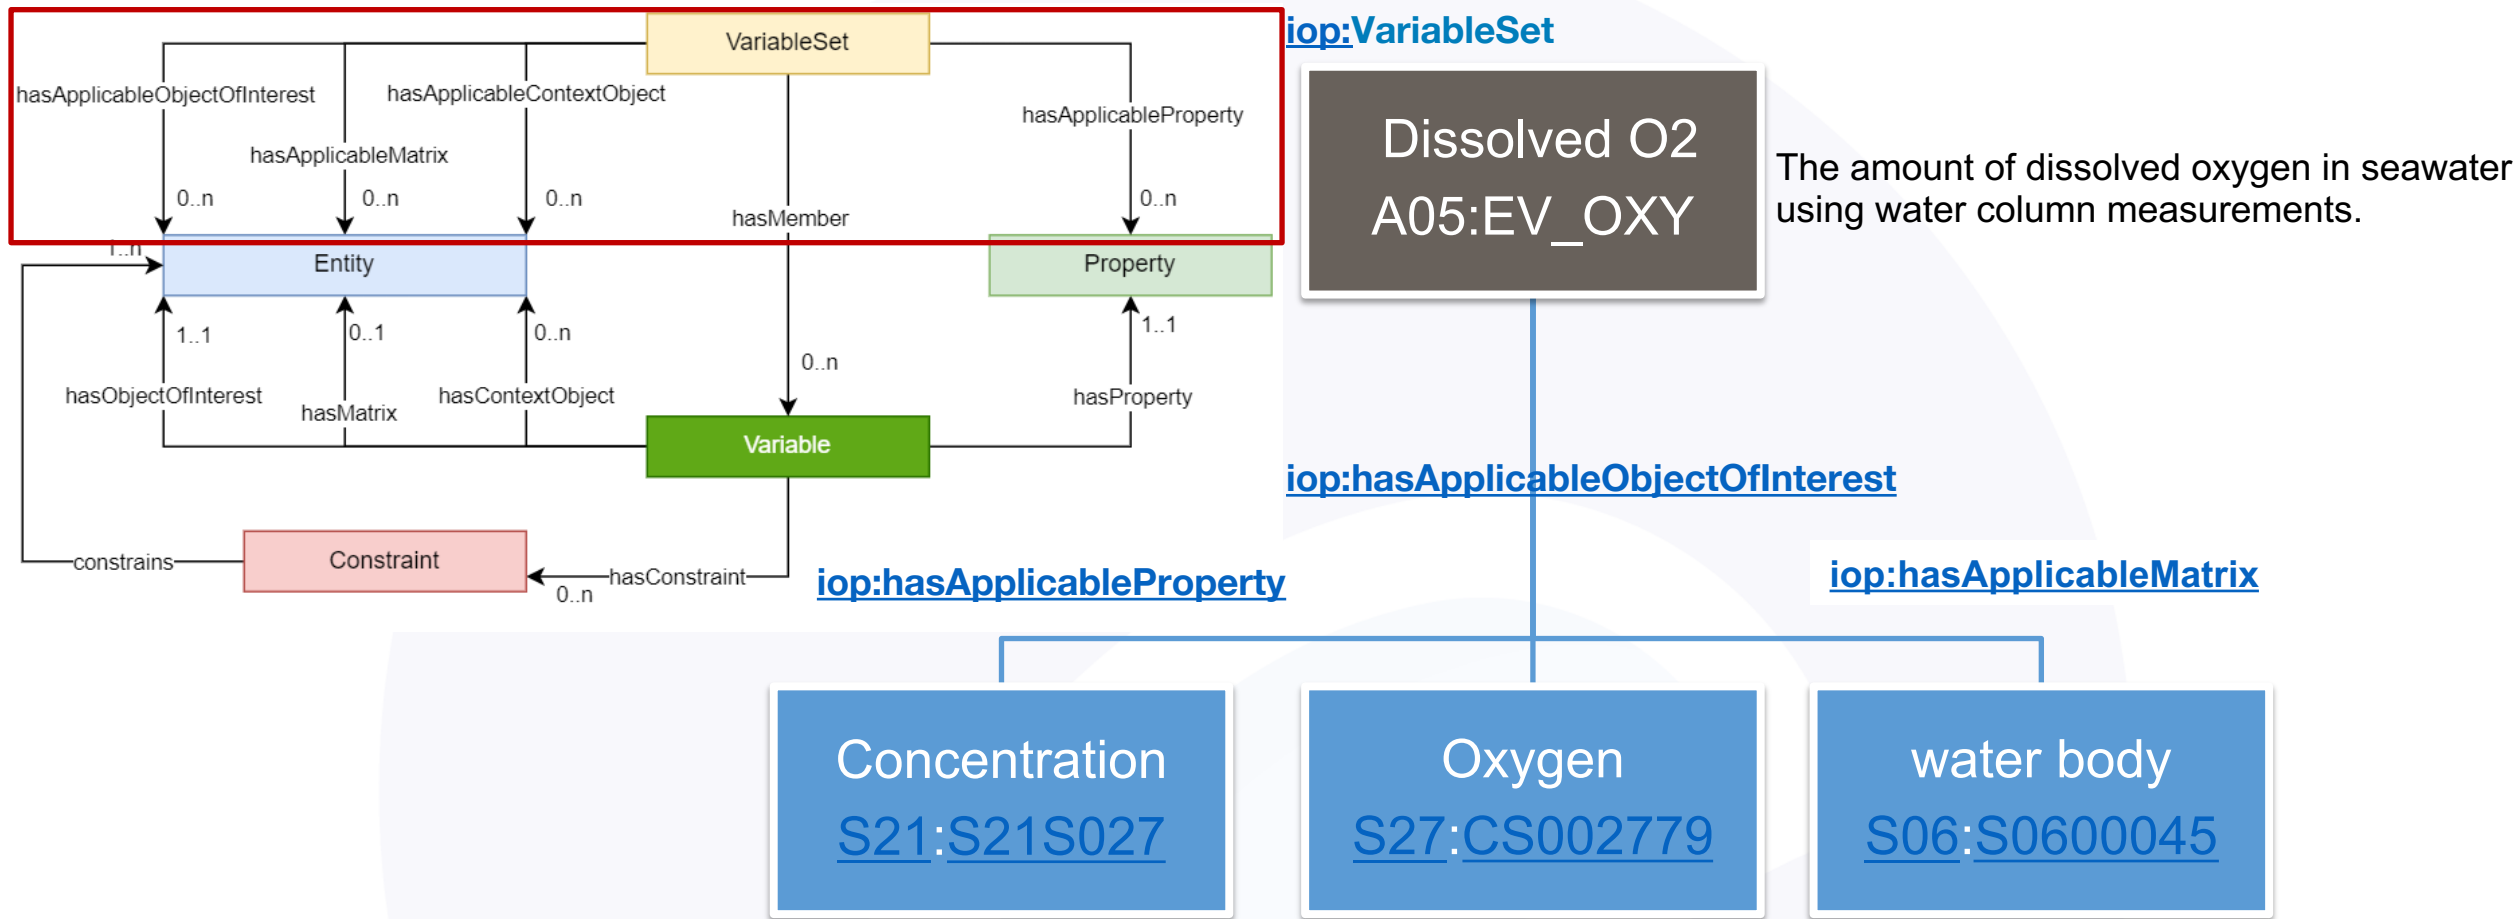 VariableSet
hasApplicableObjectOfInterest
hasApplicableContextObject
hasApplicableProperty
hasApplicableMatrix
0..n
0..n
0..n
0..n
hasMember
1..n
Entity
Property
1..1
0..1
0..n
1..1
0..n
hasObjectOfInterest
hasMatrix
hasContextObject
hasProperty
Variable
constrains
Constraint
hasConstraint
0..n
iop:VariableSet
Dissolved O2
A05:EV_OXY
The amount of dissolved oxygen in seawater
using water column measurements.
iop:hasApplicableObjectOfInterest
iop:hasApplicableProperty
iop:hasApplicableMatrix
Concentration
S21:S21S027
Oxygen
S27:CS002779
water body
S06:S0600045